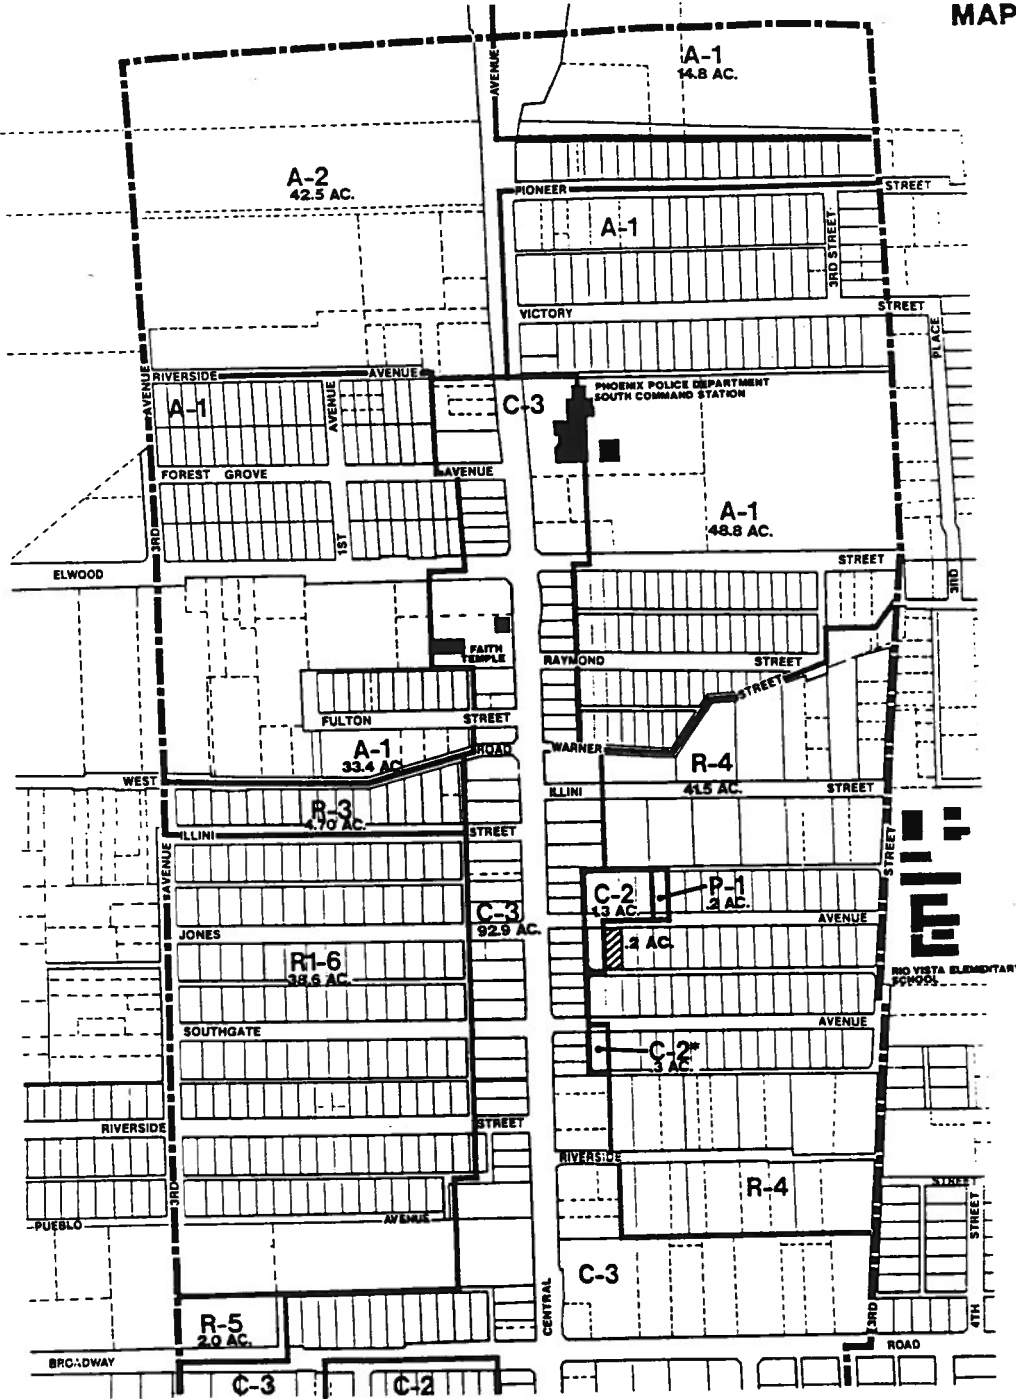 MAP
AVENUE
A-1
14.8 AC.
A-2
42.5 AC.
PIONEER
STREET
A-1
3RD STREET
VICTORY
STREET
PLACE
RIVERSIDE
AVENUE
AVENUE
A-1
AVENUE
C-3
PHOENIX POLICE DEPARTMENT
SOUTH COMMAND STATION
FOREST GROVE
AVENUE
A-1
48.8 AC.
3RD
1ST
ELWOOD
STREET
3RD
FAITH
TEMPLE
RAYMOND
STREET
STREET
FULTON
STREET
A-1
33.4 AC.
ROAD
WARNER
R-4
41.5 AC.
WEST
ILLINI
STREET
R-3
4.70 AC.
ILLINI
STREET
STREET
AVENUE
C-2
1.3 AC.
P-1
.2 AC.
C-3
92.9 AC.
AVENUE
JONES
.2 AC.
R1-6
38.6 AC.
RIO VISTA ELEMENTARY
SCHOOL
SOUTHGATE
AVENUE
C-2*
.3 AC.
RIVERSIDE
STREET
RIVERSIDE
R-4
STREET
3RD
STREET
PUEBLO
AVENUE
C-3
CENTRAL
R-5
2.0 AC.
3RD
4TH
BROADWAY
ROAD
C-3
C-2